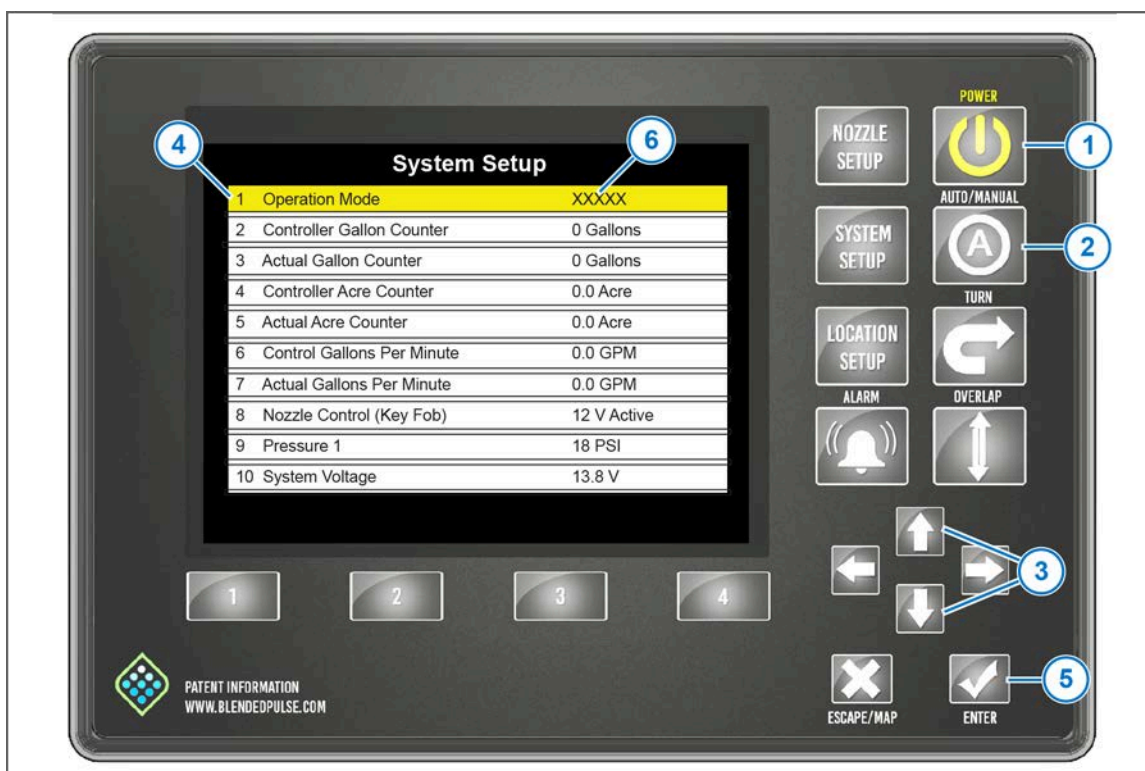 System Setup
1 Operation Mode XXXXX
2 Controller Gallon Counter 0 Gallons
3 Actual Gallon Counter 0 Gallons
4 Controller Acre Counter 0.0 Acre
5 Actual Acre Counter 0.0 Acre
6 Control Gallons Per Minute 0.0 GPM
7 Actual Gallons Per Minute 0.0 GPM
8 Nozzle Control (Key Fob) 12 V Active
9 Pressure 1 18 PSI
10 System Voltage 13.8 V
4
6
POWER
NOZZLE
SETUP
1
AUTO/MANUAL
SYSTEM
SETUP
A
2
TURN
LOCATION
SETUP
ALARM
OVERLAP
3
1
2
3
4
5
ESCAPE/MAP
ENTER
PATENT INFORMATION
WWW.BLENDEDPULSE.COM